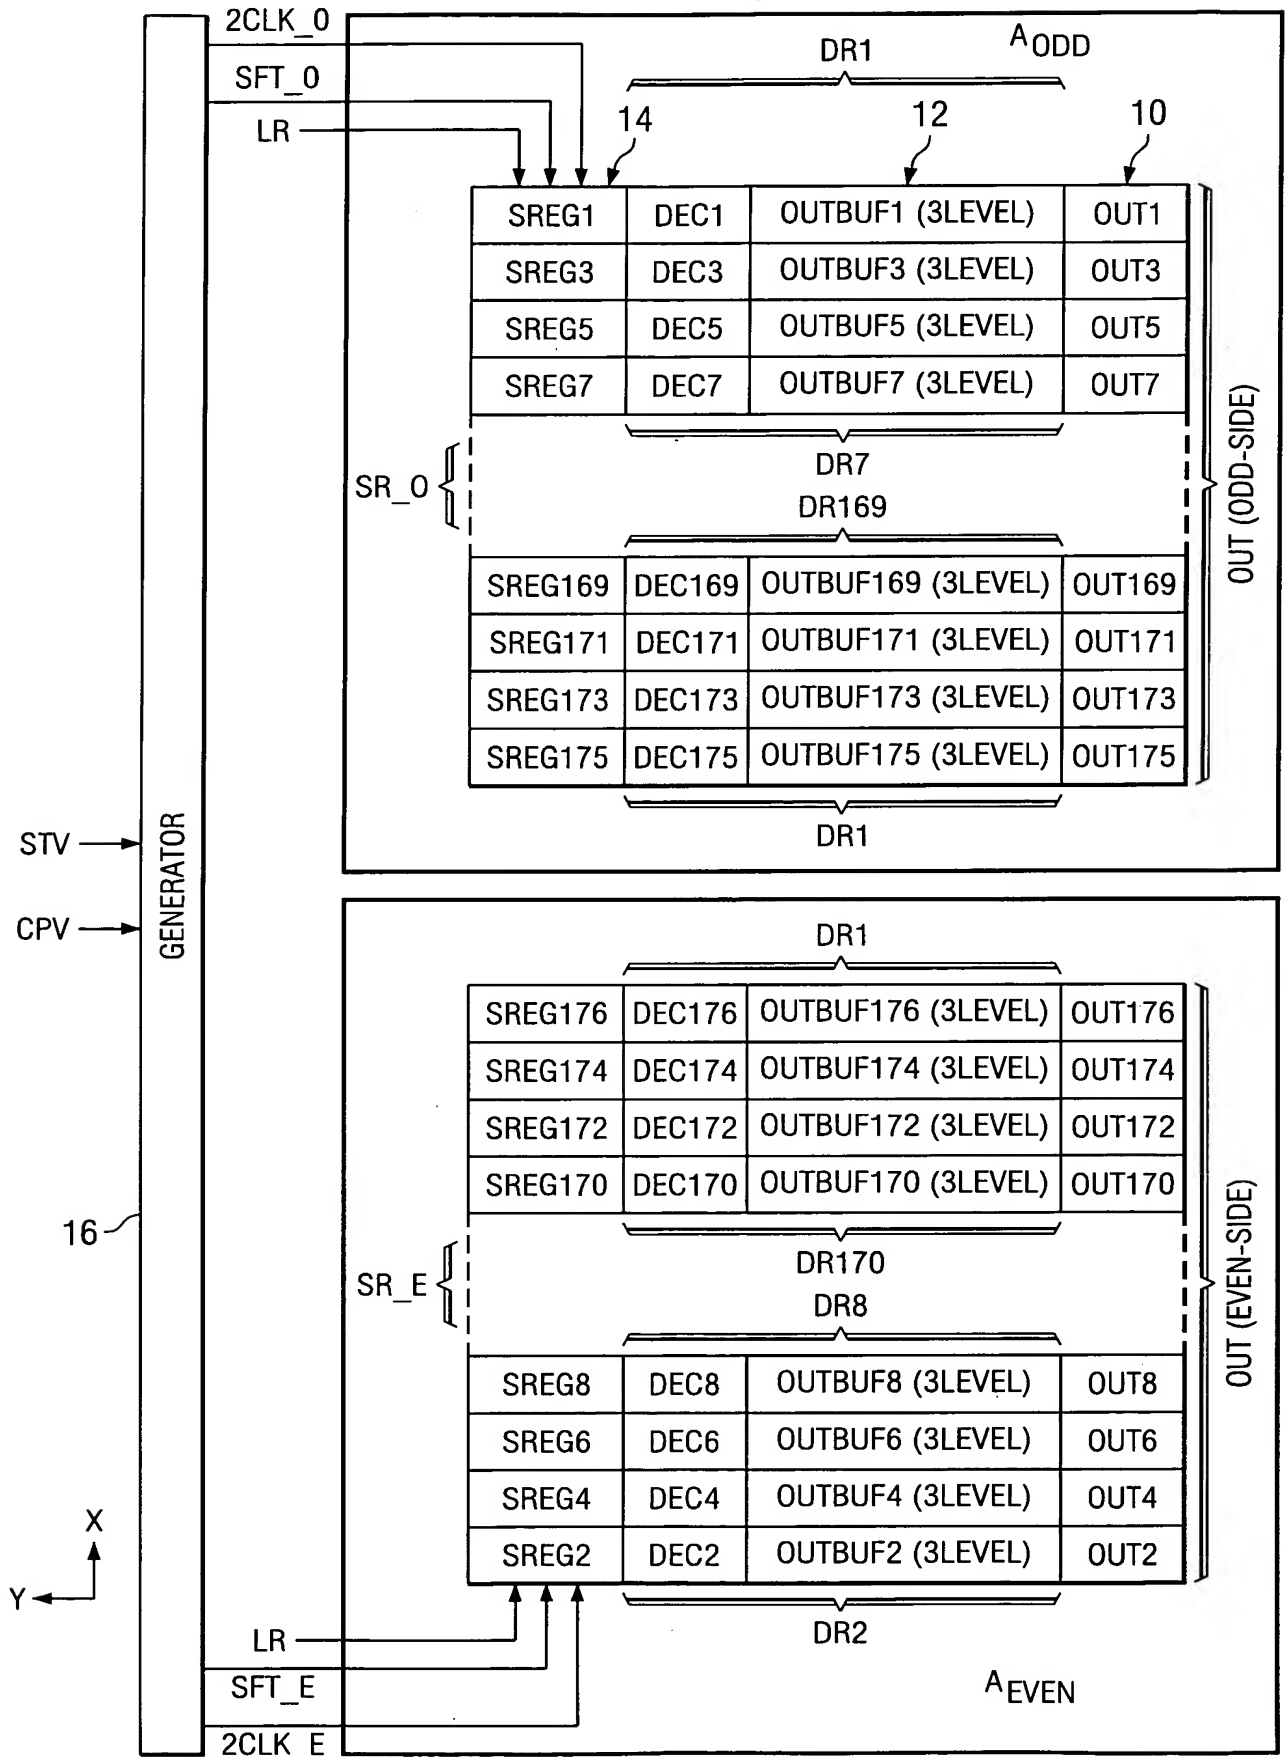 2CLK_0
SFT_0
LR
DR1
A ODD
14
12
10
SREG1 DEC1 OUTBUF1 (3LEVEL) OUT1
SREG3 DEC3 OUTBUF3 (3LEVEL) OUT3
SREG5 DEC5 OUTBUF5 (3LEVEL) OUT5
SREG7 DEC7 OUTBUF7 (3LEVEL) OUT7
DR7
SR_O
DR169
SREG169 DEC169 OUTBUF169 (3LEVEL) OUT169
SREG171 DEC171 OUTBUF171 (3LEVEL) OUT171
SREG173 DEC173 OUTBUF173 (3LEVEL) OUT173
SREG175 DEC175 OUTBUF175 (3LEVEL) OUT175
DR1
OUT (ODD-SIDE)
STV
CPV
GENERATOR
16
DR1
SREG176 DEC176 OUTBUF176 (3LEVEL) OUT176
SREG174 DEC174 OUTBUF174 (3LEVEL) OUT174
SREG172 DEC172 OUTBUF172 (3LEVEL) OUT172
SREG170 DEC170 OUTBUF170 (3LEVEL) OUT170
DR170
SR_E
DR8
SREG8 DEC8 OUTBUF8 (3LEVEL) OUT8
SREG6 DEC6 OUTBUF6 (3LEVEL) OUT6
SREG4 DEC4 OUTBUF4 (3LEVEL) OUT4
SREG2 DEC2 OUTBUF2 (3LEVEL) OUT2
DR2
OUT (EVEN-SIDE)
X
Y
LR
SFT_E
2CLK E
A EVEN